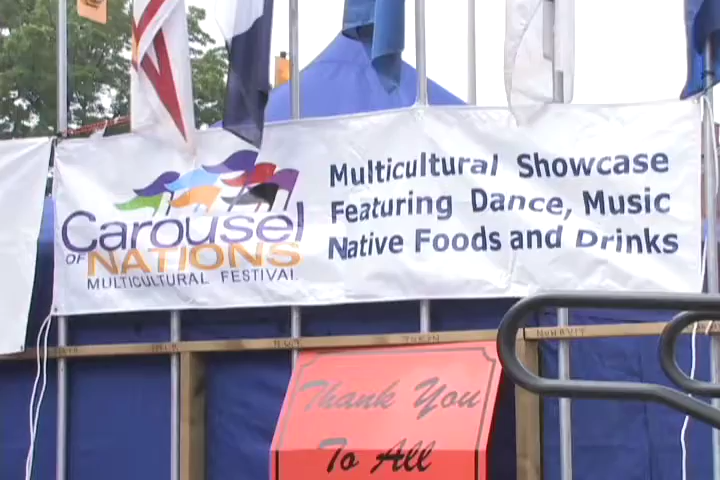 Carousel
OF NATIONS
MULTICULTURAL FESTIVAL
Multicultural Showcase
Featuring Dance, Music
Native Foods and Drinks
Thank You
To All